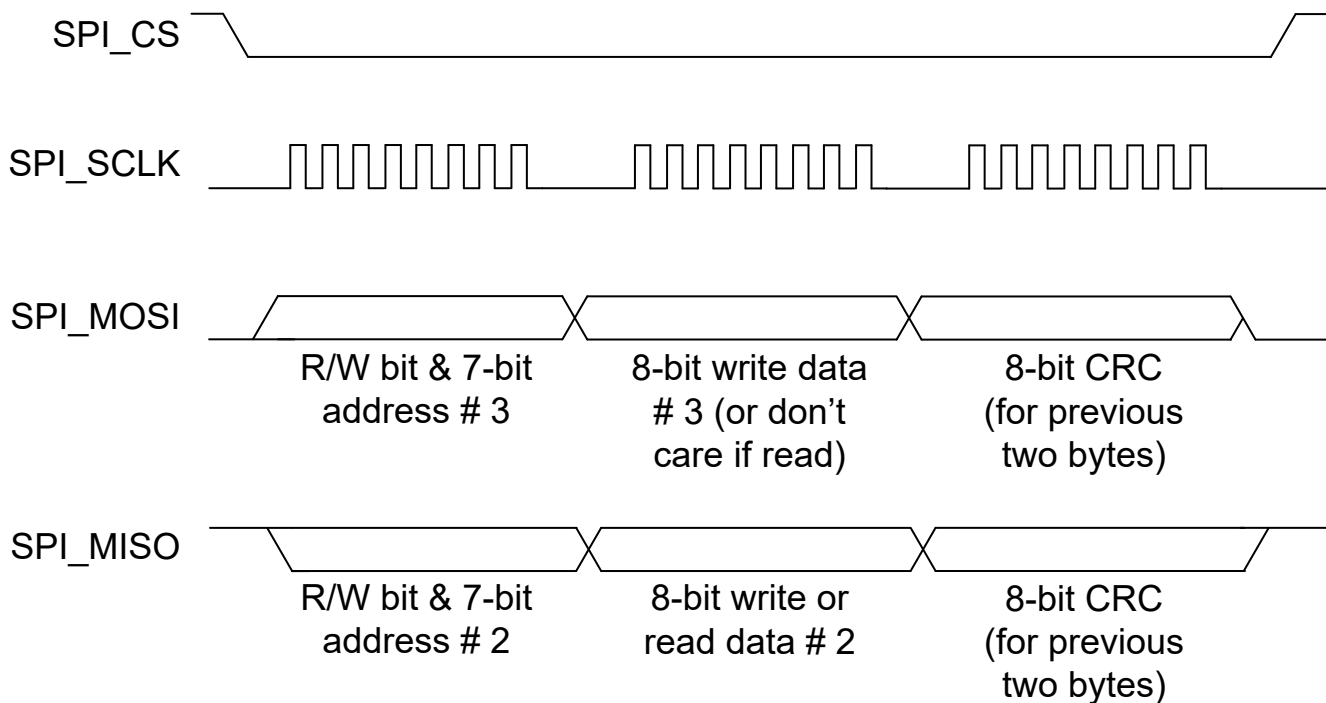 SPI_CS
SPI_SCLK
SPI_MOSI
R/W bit & 7-bit
address # 3
8-bit write data
# 3 (or don’t
care if read)
8-bit CRC
(for previous
two bytes)
SPI_MISO
R/W bit & 7-bit
address # 2
8-bit write or
read data # 2
8-bit CRC
(for previous
two bytes)